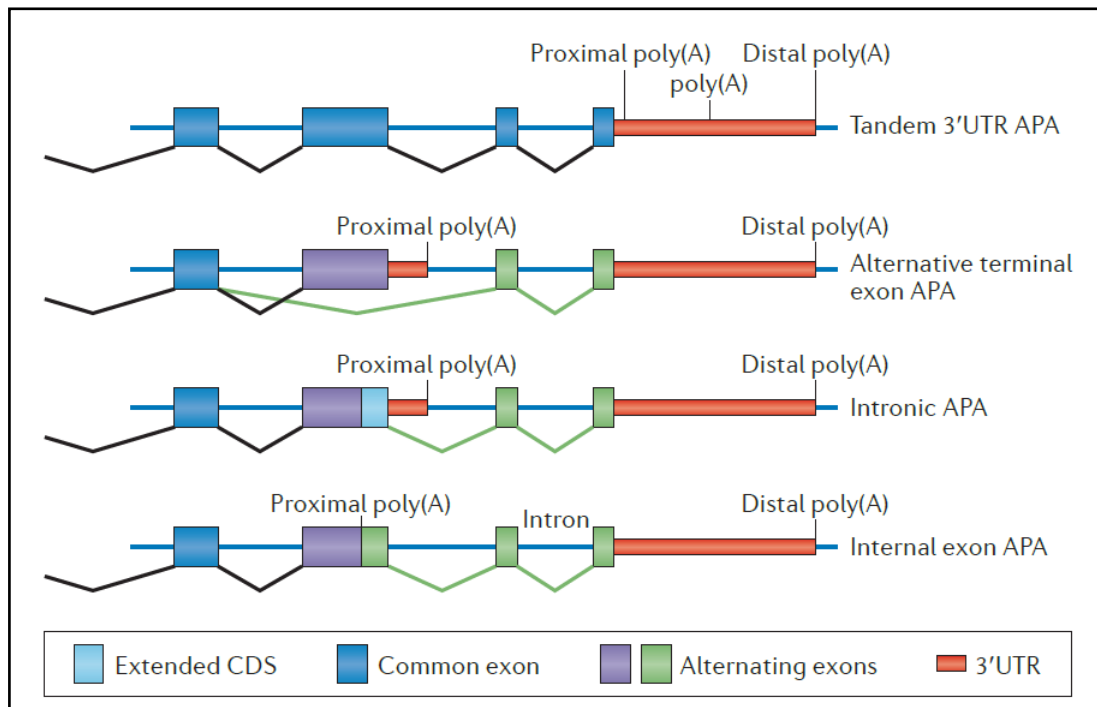 Proximal poly(A) Distal poly(A)
poly(A)
Tandem 3′UTR APA
Proximal poly(A) Distal poly(A)
Alternative terminal
exon APA
Proximal poly(A) Distal poly(A)
Intronic APA
Proximal poly(A) Intron Distal poly(A)
Internal exon APA
Extended CDS Common exon Alternating exons 3′UTR